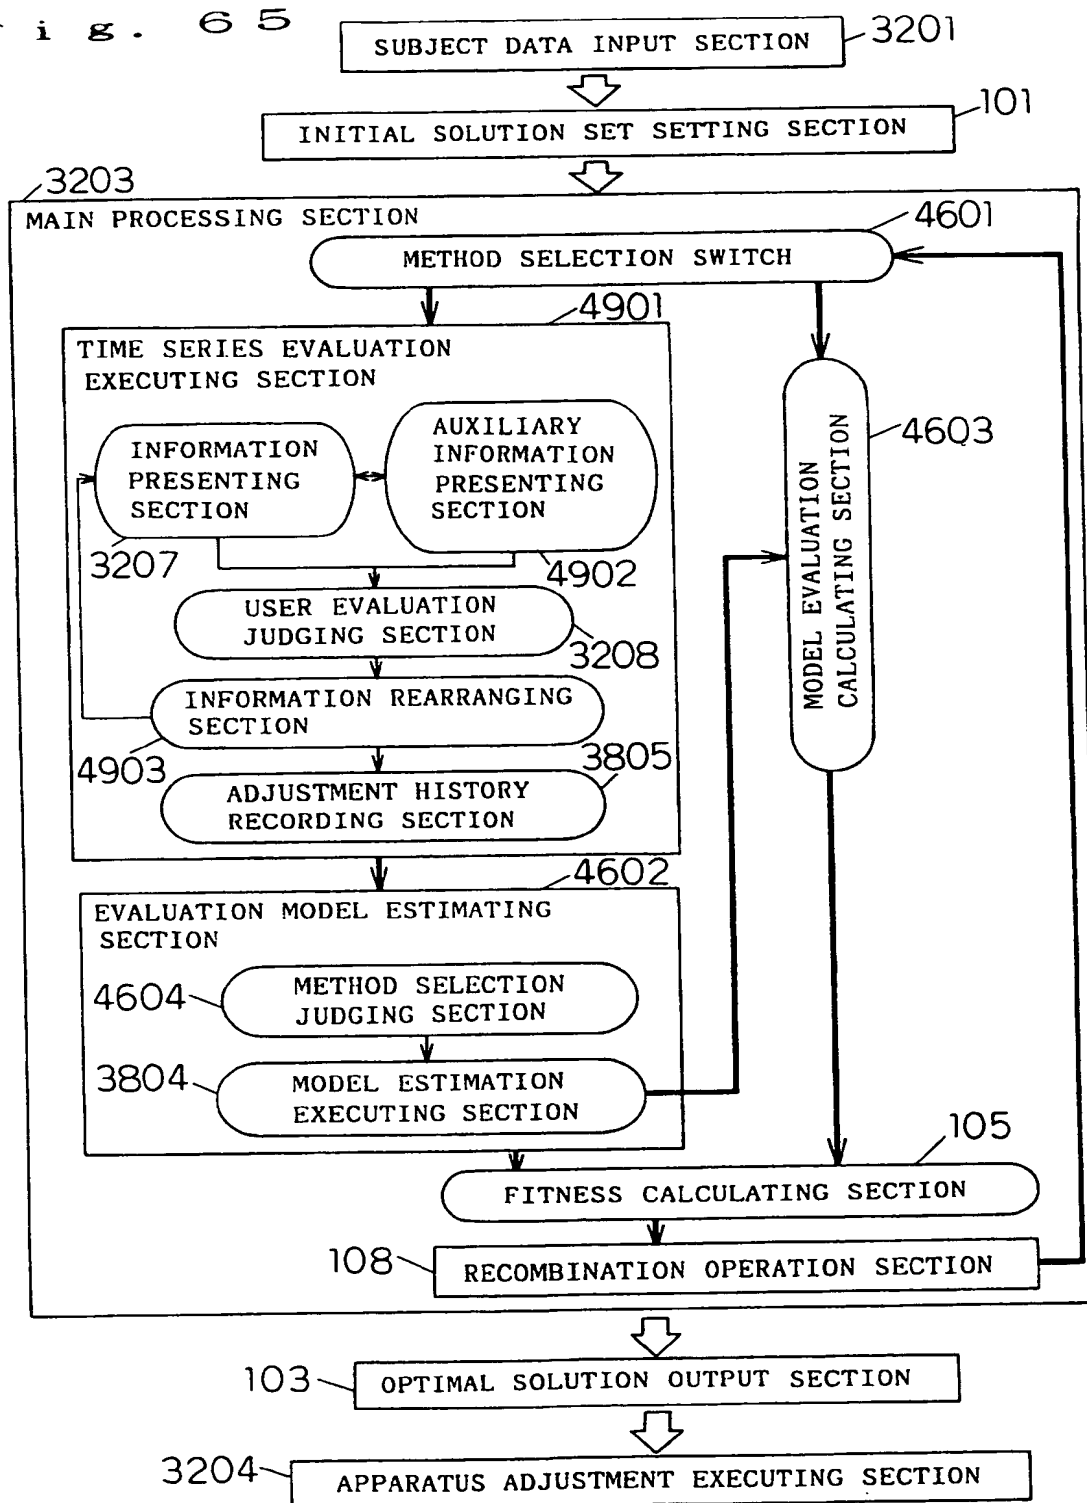 Fig. 65
SUBJECT DATA INPUT SECTION
3201
101
INITIAL SOLUTION SET SETTING SECTION
3203
MAIN PROCESSING SECTION
4601
METHOD SELECTION SWITCH
4901
TIME SERIES EVALUATION
EXECUTING SECTION
INFORMATION
PRESENTING
SECTION
3207
AUXILIARY
INFORMATION
PRESENTING
SECTION
4902
4603
MODEL EVALUATION
CALCULATING SECTION
USER EVALUATION
JUDGING SECTION
3208
INFORMATION REARRANGING
SECTION
4903
3805
ADJUSTMENT HISTORY
RECORDING SECTION
4602
EVALUATION MODEL ESTIMATING
SECTION
4604
METHOD SELECTION
JUDGING SECTION
3804
MODEL ESTIMATION
EXECUTING SECTION
105
FITNESS CALCULATING SECTION
108
RECOMBINATION OPERATION SECTION
103
OPTIMAL SOLUTION OUTPUT SECTION
3204
APPARATUS ADJUSTMENT EXECUTING SECTION